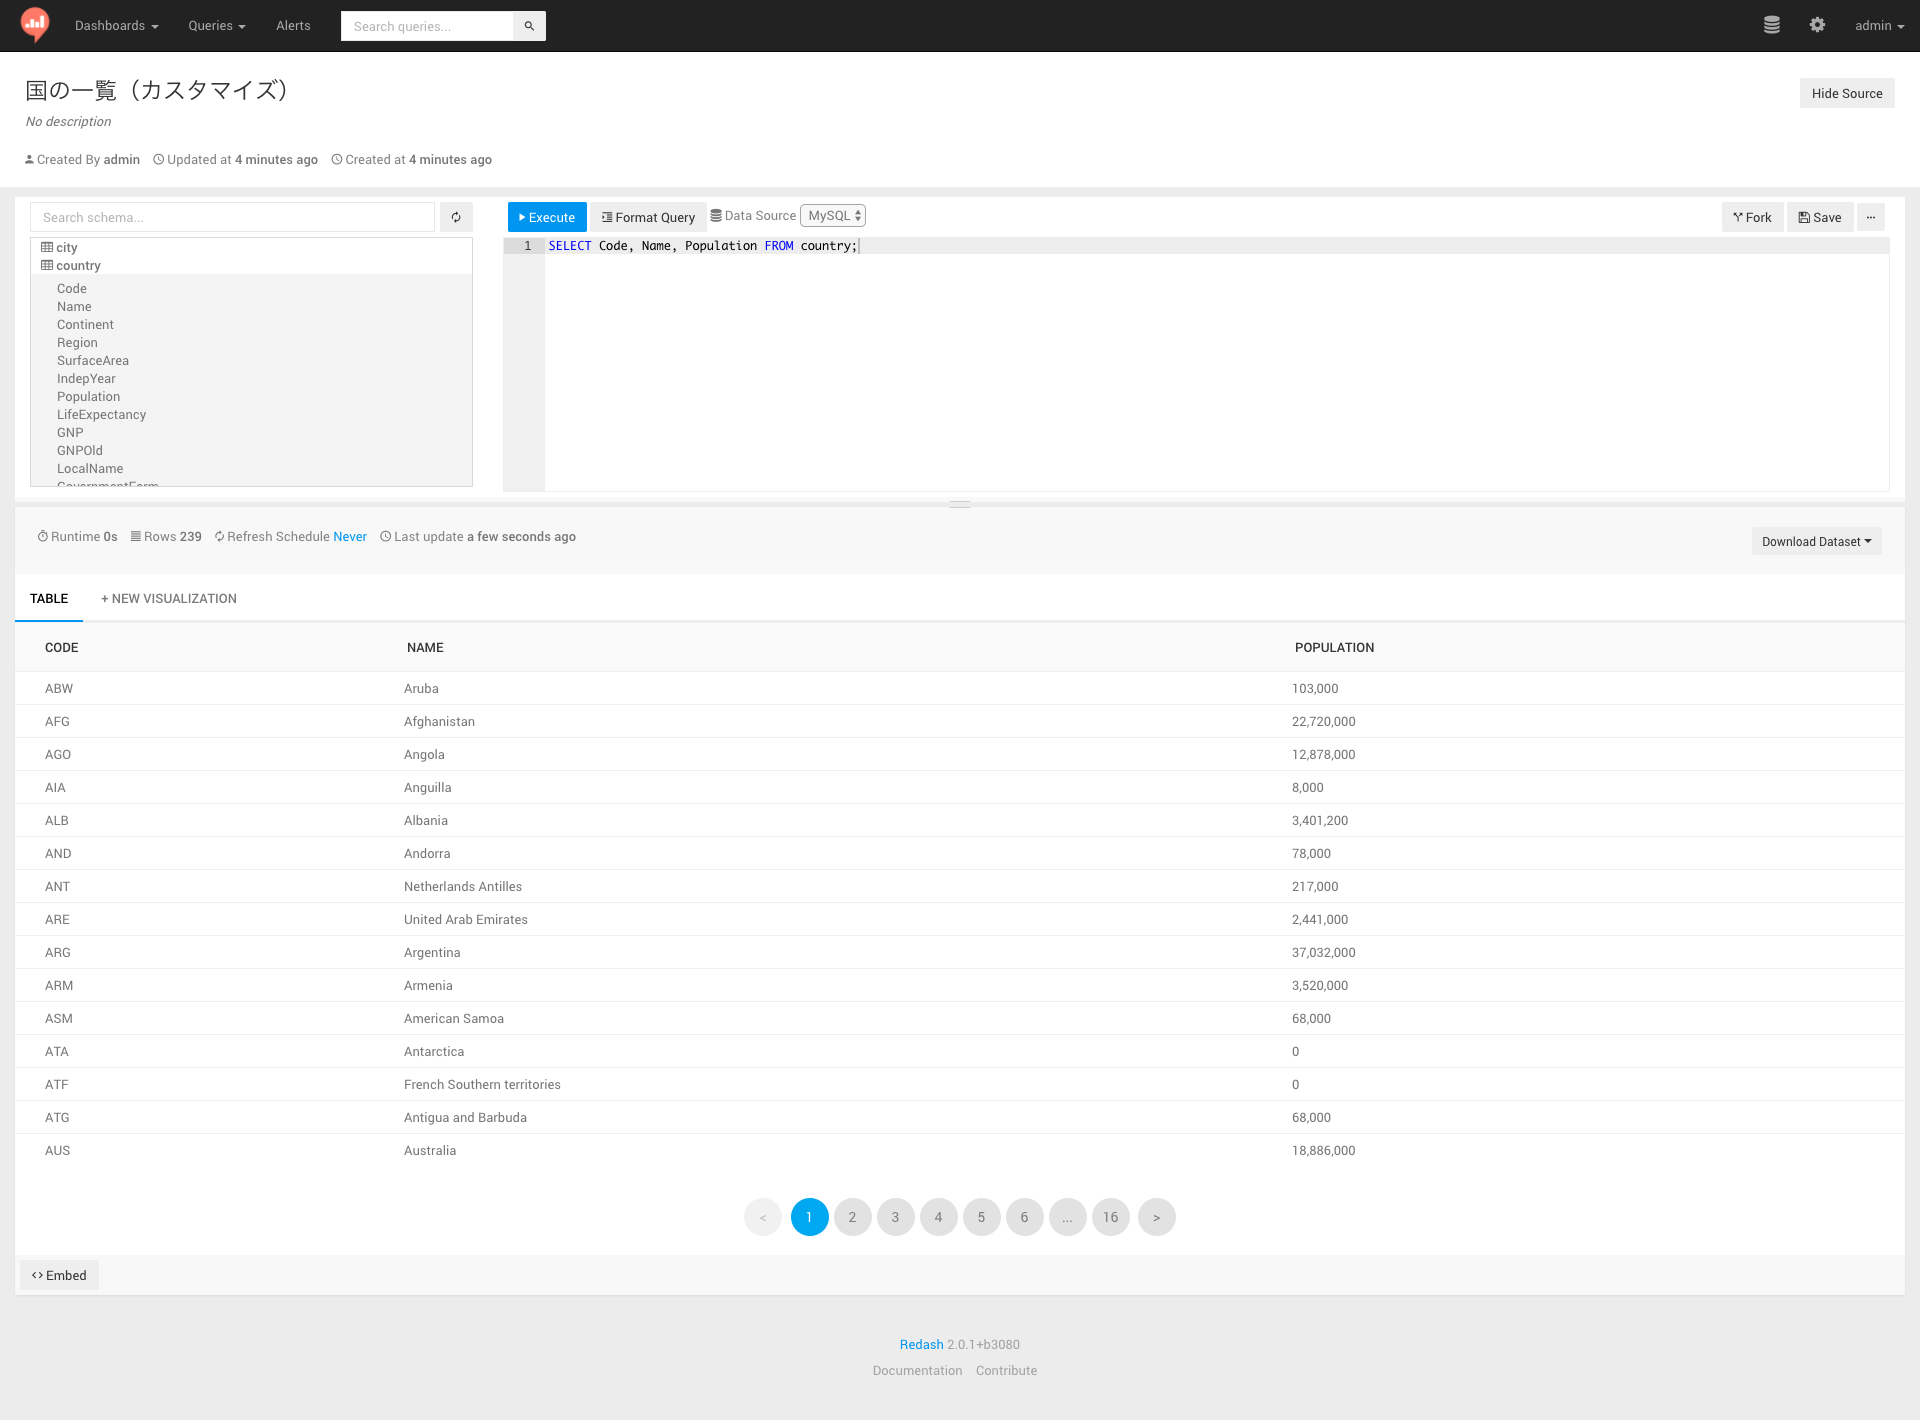 Dashboards Queries Alerts Search queries... admin
国の一覧（カスタマイズ）
Hide Source
No description
Created By admin Updated at 4 minutes ago Created at 4 minutes ago
Search schema...
Execute Format Query Data Source MySQL Fork Save ...
city
country
Code
Name
Continent
Region
SurfaceArea
IndepYear
Population
LifeExpectancy
GNP
GNPOld
LocalName
GovernmentForm
1 SELECT Code, Name, Population FROM country;
Runtime 0s Rows 239 Refresh Schedule Never Last update a few seconds ago
Download Dataset
TABLE + NEW VISUALIZATION
CODE NAME POPULATION
ABW Aruba 103,000
AFG Afghanistan 22,720,000
AGO Angola 12,878,000
AIA Anguilla 8,000
ALB Albania 3,401,200
AND Andorra 78,000
ANT Netherlands Antilles 217,000
ARE United Arab Emirates 2,441,000
ARG Argentina 37,032,000
ARM Armenia 3,520,000
ASM American Samoa 68,000
ATA Antarctica 0
ATF French Southern territories 0
ATG Antigua and Barbuda 68,000
AUS Australia 18,886,000
< 1 2 3 4 5 6 ... 16 >
<> Embed
Redash 2.0.1+b3080
Documentation Contribute